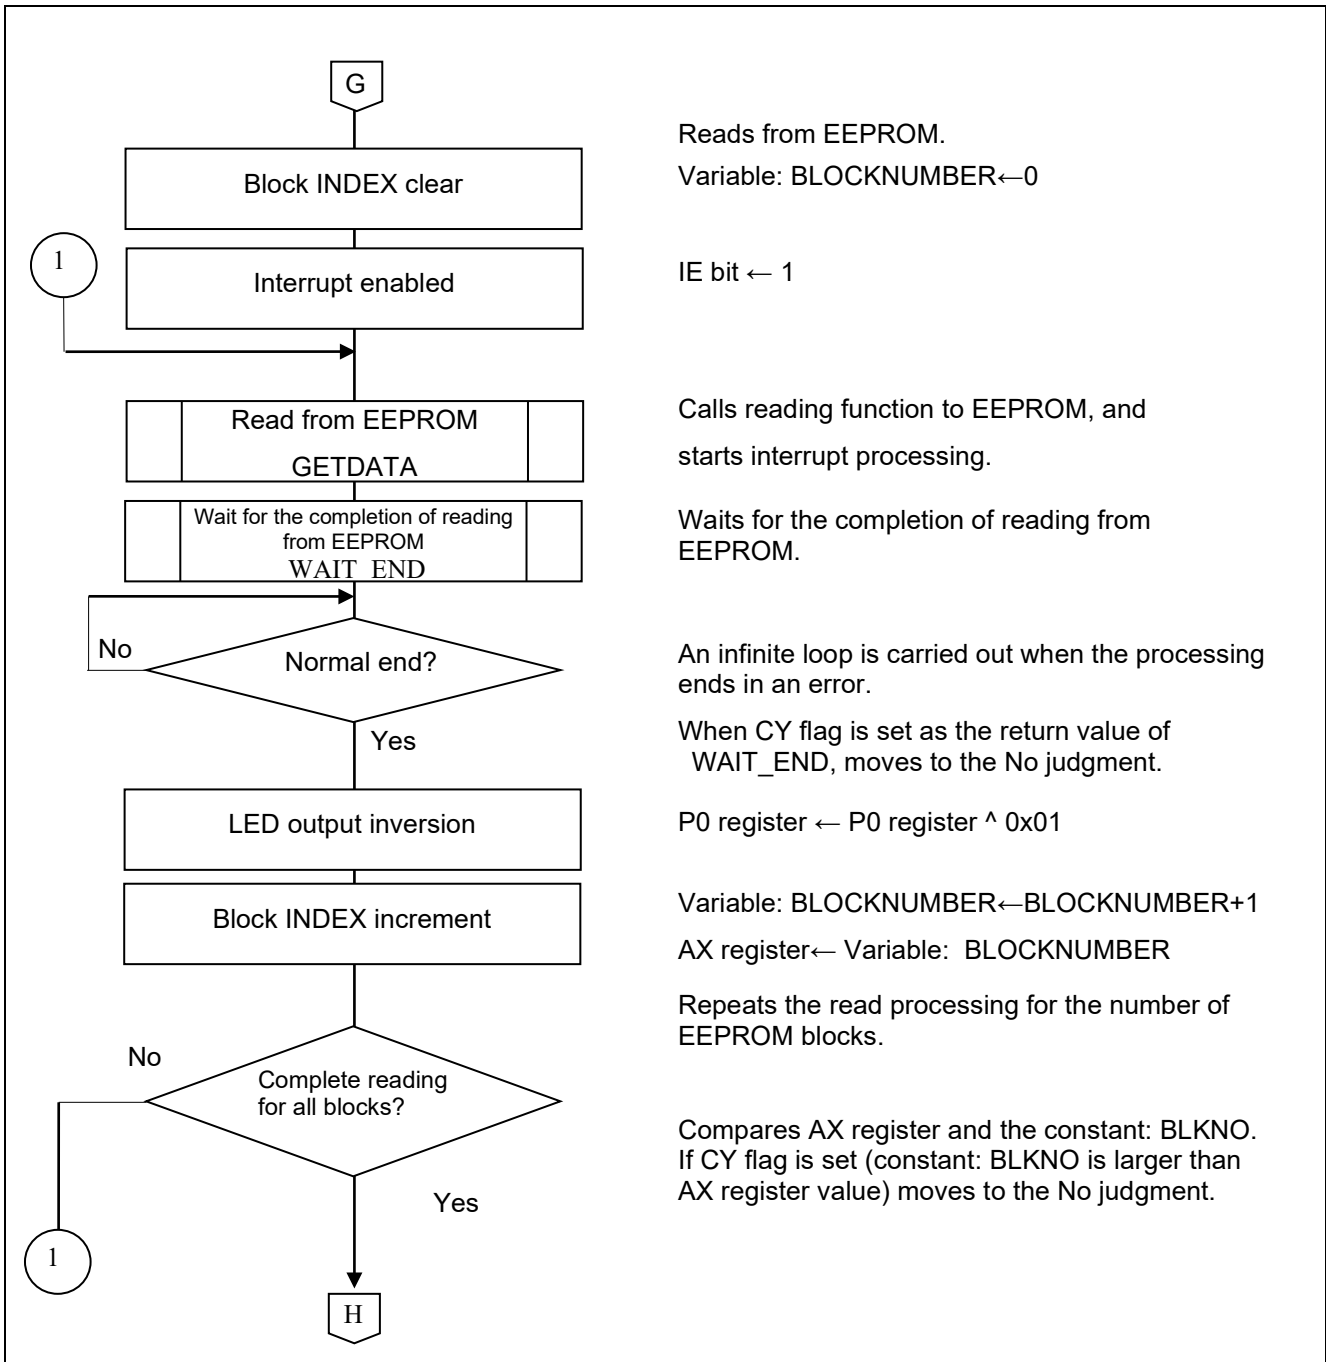 G
Reads from EEPROM.
Block INDEX clear
Variable: BLOCKNUMBER←0
1
Interrupt enabled
IE bit ← 1
Read from EEPROM
GETDATA
Calls reading function to EEPROM, and
starts interrupt processing.
Wait for the completion of reading
from EEPROM
WAIT_END
Waits for the completion of reading from
EEPROM.
No
Normal end?
An infinite loop is carried out when the processing
ends in an error.
Yes
When CY flag is set as the return value of
WAIT_END, moves to the No judgment.
LED output inversion
P0 register ← P0 register ^ 0x01
Block INDEX increment
Variable: BLOCKNUMBER←BLOCKNUMBER+1
AX register← Variable: BLOCKNUMBER
Repeats the read processing for the number of
EEPROM blocks.
No
Complete reading
for all blocks?
Compares AX register and the constant: BLKNO.
If CY flag is set (constant: BLKNO is larger than
AX register value) moves to the No judgment.
Yes
1
H